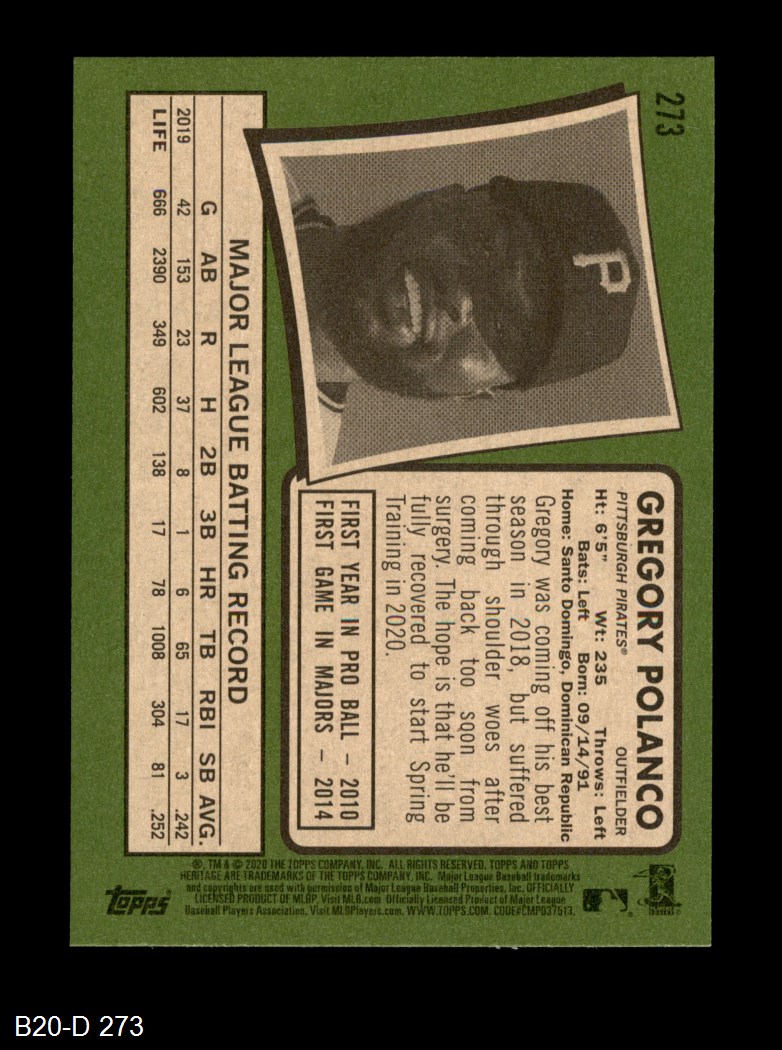 273
P
GREGORY POLANCO
PITTSBURGH PIRATES® OUTFIELDER
Ht: 6'5" Wt: 235 Throws: Left
Bats: Left Born: 09/14/91
Home: Santo Domingo, Dominican Republic
Gregory was coming off his best
season in 2018, but suffered
through shoulder woes after
coming back too soon from
surgery. The hope is that he'll be
fully recovered to start Spring
Training in 2020.
FIRST YEAR IN PRO BALL – 2010
FIRST GAME IN MAJORS – 2014
MAJOR LEAGUE BATTING RECORD
G AB R H 2B 3B HR TB RBI SB AVG.
2019 42 153 23 37 8 1 6 65 17 3 .242
LIFE 666 2390 349 602 138 17 78 1008 304 81 .252
®, TM & © 2020 THE TOPPS COMPANY, INC. ALL RIGHTS RESERVED. TOPPS AND TOPPS
HERITAGE ARE TRADEMARKS OF THE TOPPS COMPANY, INC. Major League Baseball trademarks
and copyrights are used with permission of Major League Baseball Properties, Inc. OFFICIALLY
LICENSED PRODUCT OF MLBP. Visit MLB.com Officially Licensed Product of Major League
Baseball Players Association. Visit MLBPlayers.com. WWW.TOPPS.COM. CODE#CMP037513.
Topps®
B20-D 273